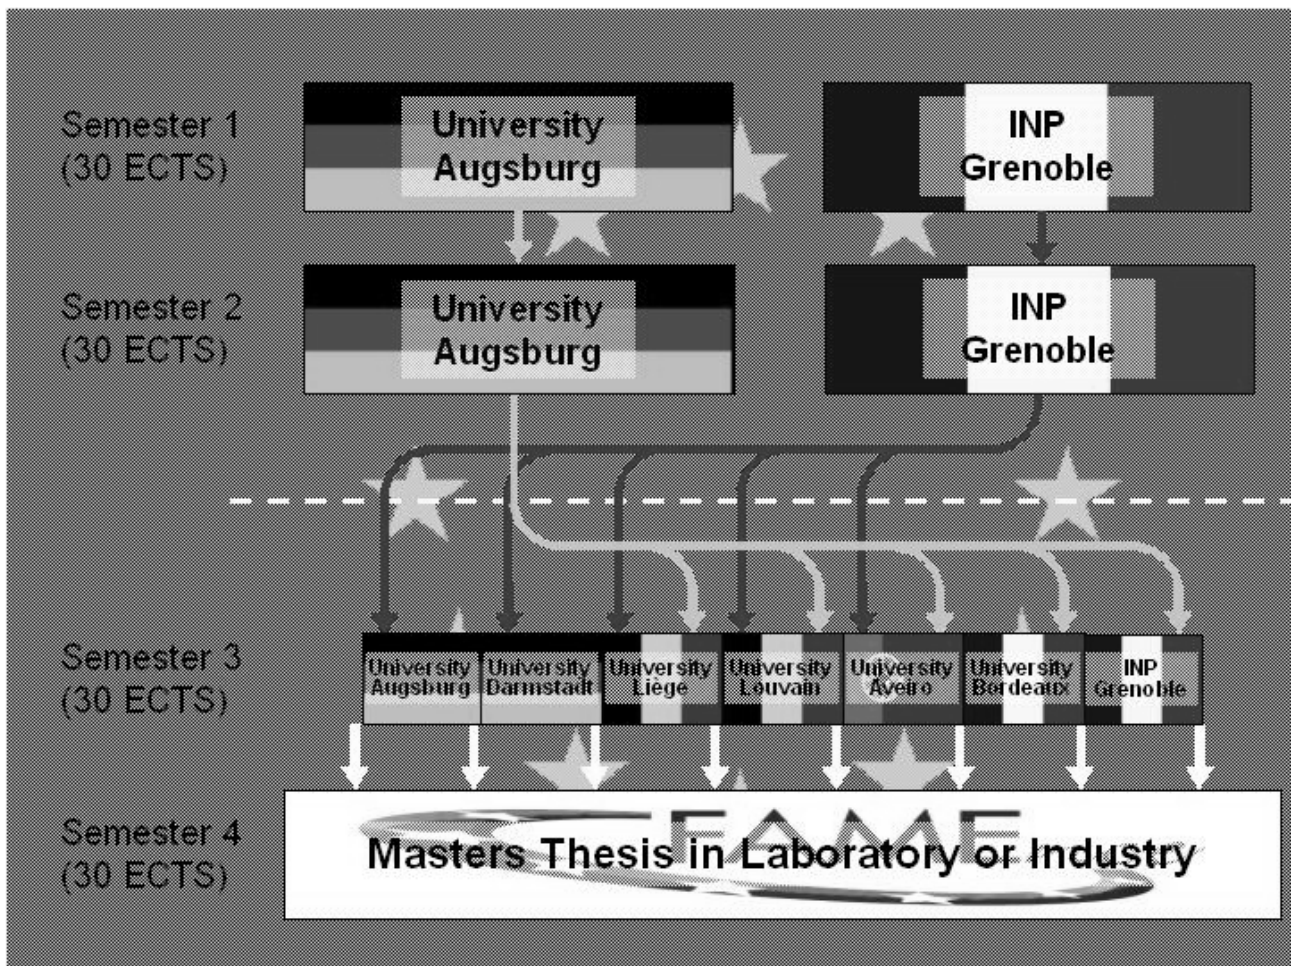 Semester 1
(30 ECTS)
University
Augsburg
INP
Grenoble
Semester 2
(30 ECTS)
University
Augsburg
INP
Grenoble
Semester 3
(30 ECTS)
University
Augsburg
University
Darmstadt
University
Liège
University
Louvain
University
Aveiro
University
Bordeaux
INP
Grenoble
Semester 4
(30 ECTS)
FAME
Masters Thesis in Laboratory or Industry